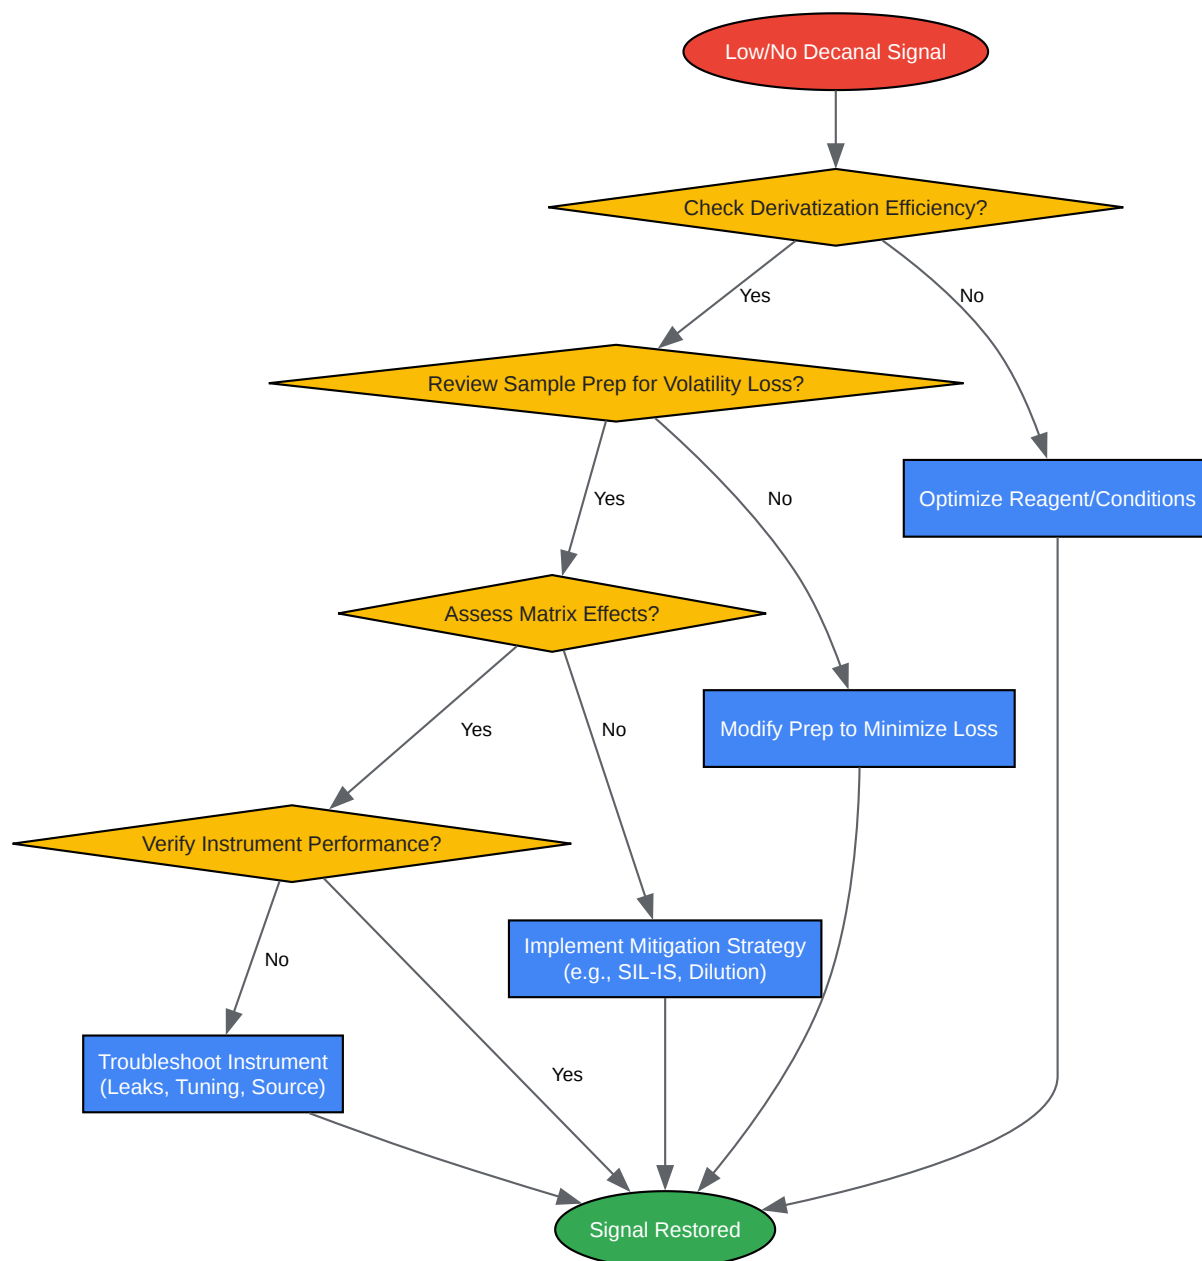 Low/No Decanal Signal
Check Derivatization Efficiency?
Yes
No
Review Sample Prep for Volatility Loss?
Yes
No
Optimize Reagent/Conditions
Assess Matrix Effects?
Yes
No
Modify Prep to Minimize Loss
Verify Instrument Performance?
No
Implement Mitigation Strategy
(e.g., SIL-IS, Dilution)
Troubleshoot Instrument
(Leaks, Tuning, Source)
Yes
Signal Restored